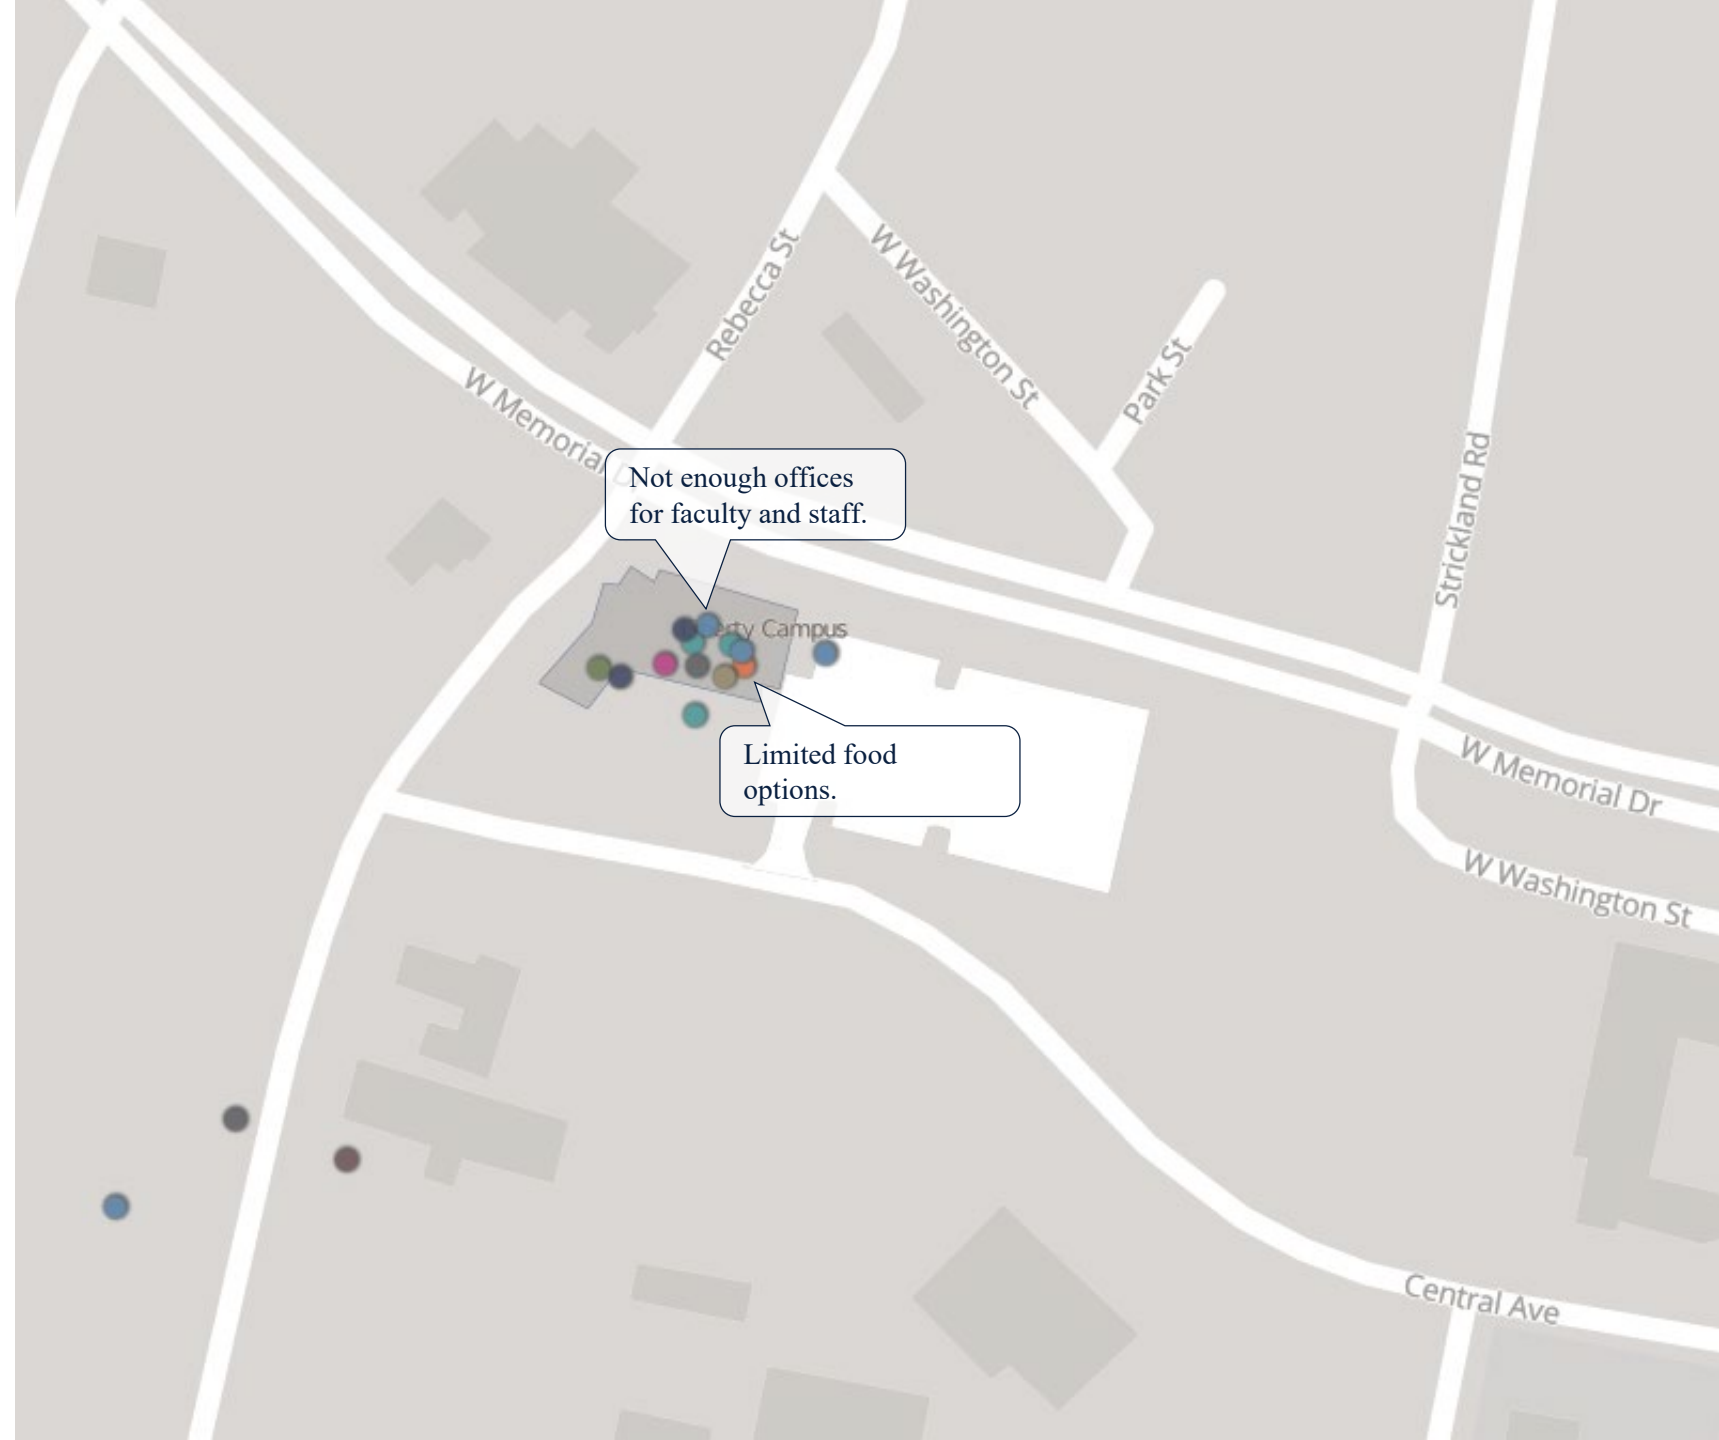 Rebecca St
W Washington St
Park St
W Memorial
Strickland Rd
Not enough offices
for faculty and staff.
Campus
Limited food
options.
W Memorial Dr
W Washington St
Central Ave